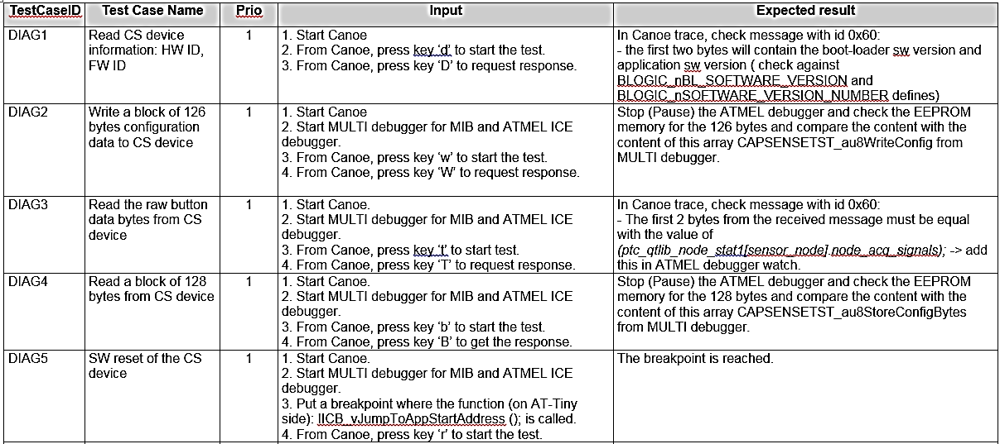 TestCaseID Test Case Name Prio Input Expected result
DIAG1 Read CS device information: HW ID, FW ID 1
1. Start Canoe
2. From Canoe, press key ‘d’ to start the test.
3. From Canoe, press key ‘D’ to request response.
In Canoe trace, check message with id 0x60:
- the first two bytes will contain the boot-loader sw version and
application sw version ( check against
BLOGIC_nBL_SOFTWARE_VERSION and
BLOGIC_nSOFTWARE_VERSION_NUMBER defines)
DIAG2 Write a block of 126 bytes configuration data to CS device 1
1. Start Canoe
2. Start MULTI debugger for MIB and ATMEL ICE
debugger.
3. From Canoe, press key ‘w’ to start the test.
4. From Canoe, press key ‘W’ to request response.
Stop (Pause) the ATMEL debugger and check the EEPROM
memory for the 126 bytes and compare the content with the
content of this array CAPSENSETST_au8WriteConfig from
MULTI debugger.
DIAG3 Read the raw button data bytes from CS device 1
1. Start Canoe.
2. Start MULTI debugger for MIB and ATMEL ICE
debugger.
3. From Canoe, press key ‘t’ to start test.
4. From Canoe, press key ‘T’ to request response.
In Canoe trace, check message with id 0x60:
- The first 2 bytes from the received message must be equal
with the value of
(ptc_qtlib_node_stat1[sensor_node].node_acq_signals); -> add
this in ATMEL debugger watch.
DIAG4 Read a block of 128 bytes from CS device 1
1. Start Canoe.
2. Start MULTI debugger for MIB and ATMEL ICE
debugger.
3. From Canoe, press key ‘b’ to start the test.
4. From Canoe, press key ‘B’ to get the response.
Stop (Pause) the ATMEL debugger and check the EEPROM
memory for the 128 bytes and compare the content with the
content of this array CAPSENSETST_au8StoreConfigBytes
from MULTI debugger.
DIAG5 SW reset of the CS device 1
1. Start Canoe.
2. Start MULTI debugger for MIB and ATMEL ICE
debugger.
3. Put a breakpoint where the function (on AT-Tiny
side): IICB_vJumpToAppStartAddress (); is called.
4. From Canoe, press key ‘r’ to start the test.
The breakpoint is reached.